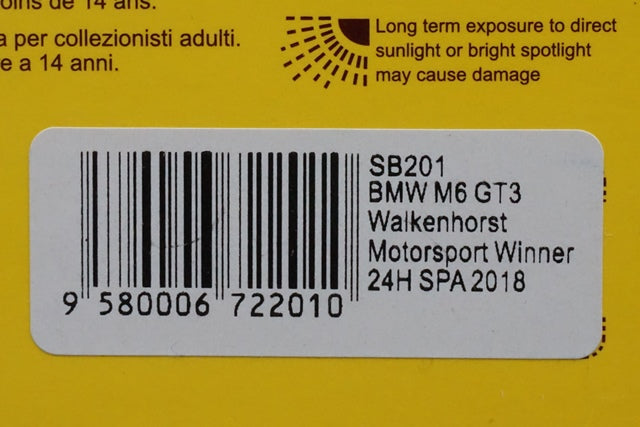 de 14 ans.
a per collezionisti adulti.
e a 14 anni.
Long term exposure to direct
sunlight or bright spotlight
may cause damage
SB201
BMW M6 GT3
Walkenhorst
Motorsport Winner
24H SPA 2018
9 580006 722010